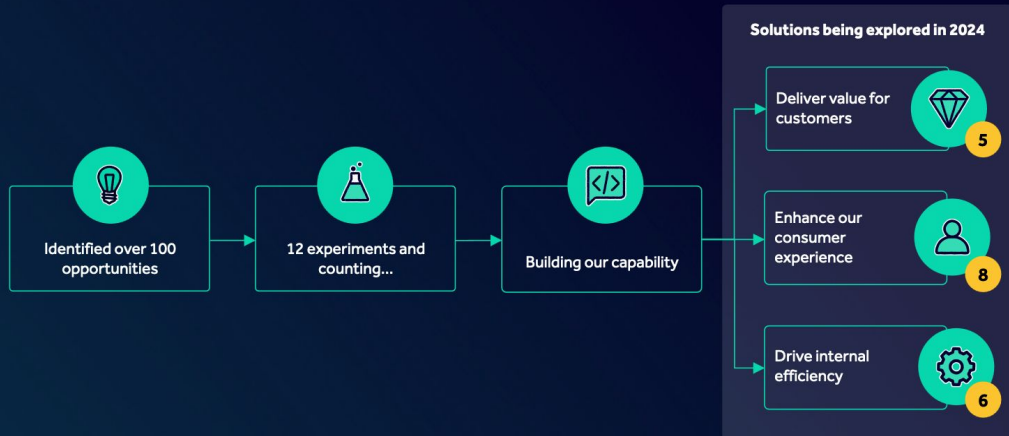 Solutions being explored in 2024
Identified over 100
opportunities
12 experiments and
counting...
</>
Building our capability
Deliver value for
customers
5
Enhance our
consumer
experience
8
Drive internal
efficiency
6